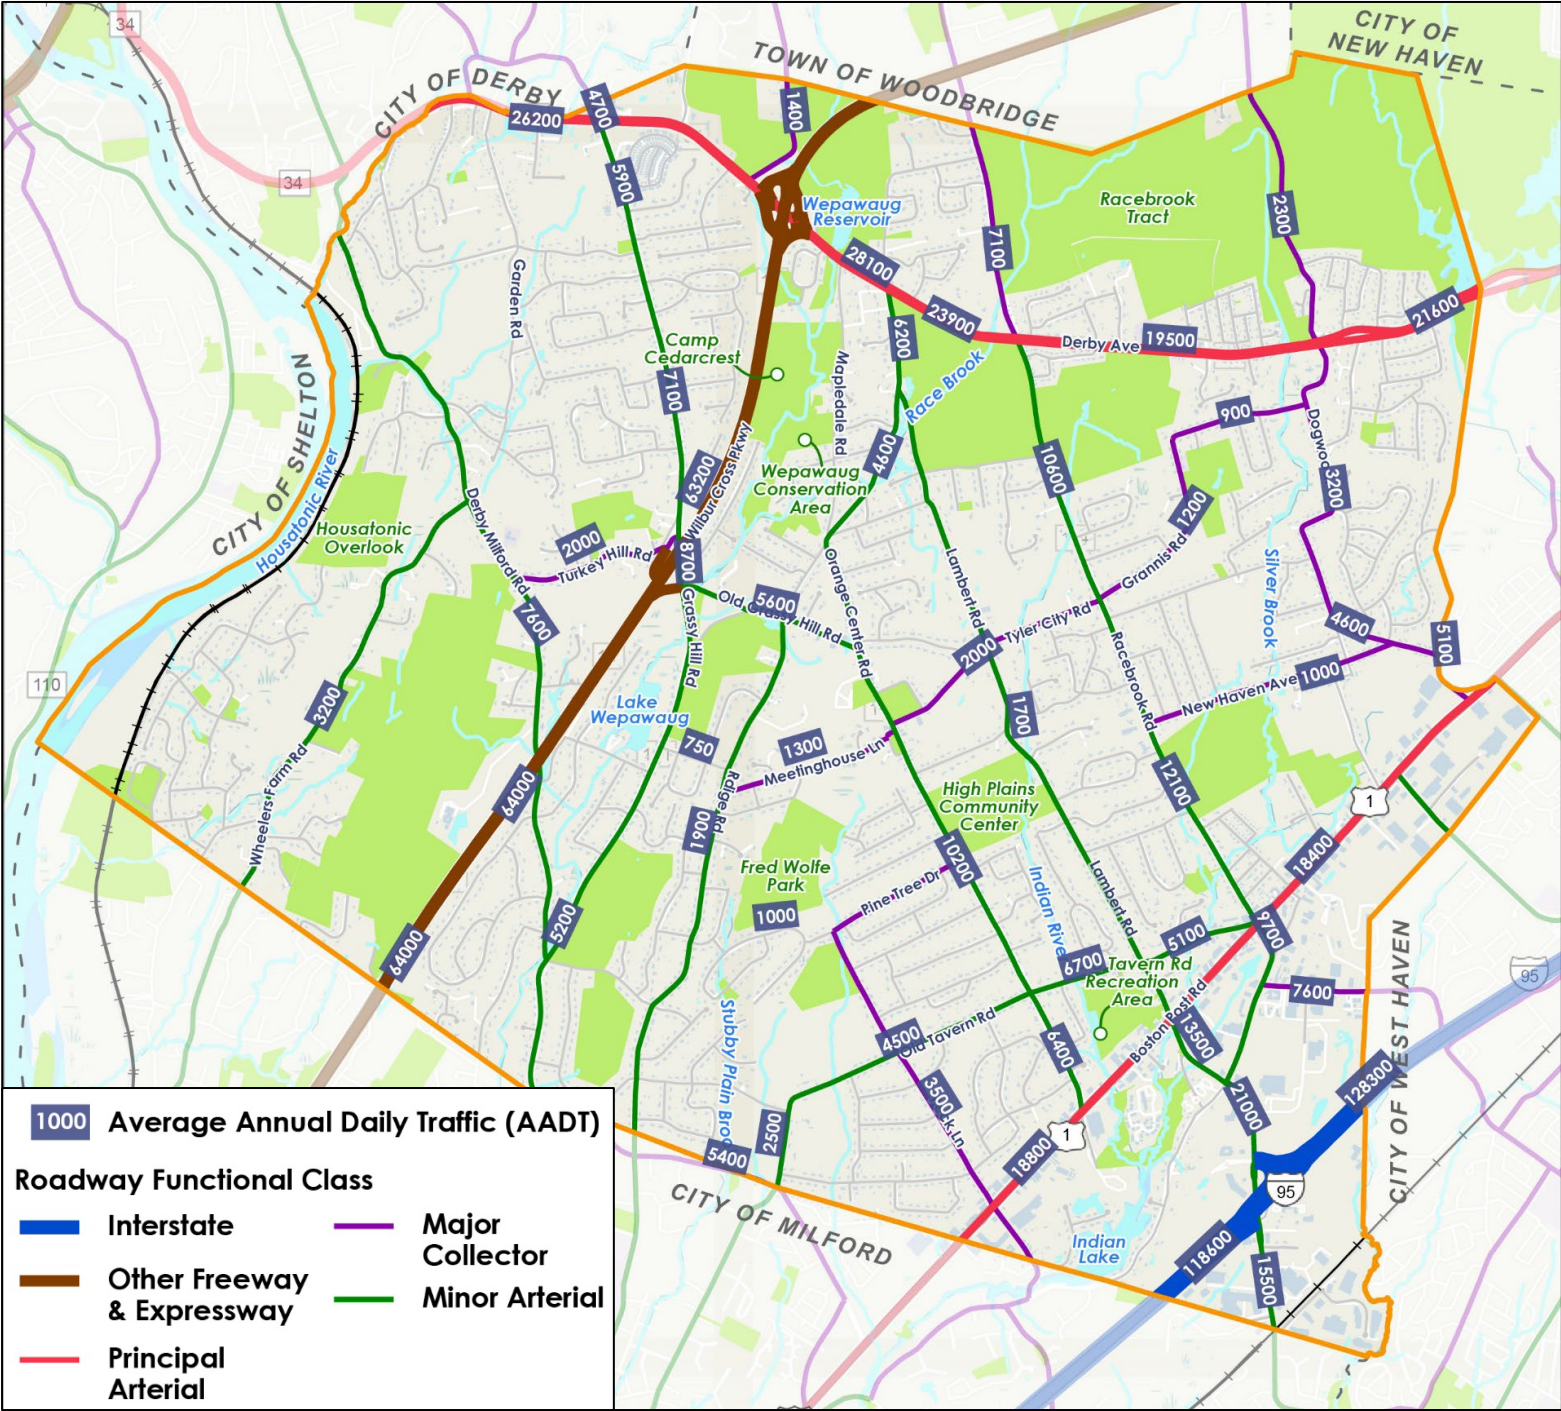 34
CITY OF
NEW HAVEN
TOWN OF WOODBRIDGE
CITY OF DERBY
26200
4700
1400
5900
34
Wepawaug
Reservoir
Racebrook
Tract
2300
7100
28100
Garden Rd
23900
6200
Derby Ave
19500
21600
Camp
Cedarcrest
Mapledale Rd
Race Brook
7100
CITY OF SHELTON
900
4600
10600
63200
Wilbur Cross Pkwy
Wepawaug
Conservation
Area
3200
1200
Housatonic River
Housatonic
Overlook
Derby Milford Rd
2000
Turkey Hill Rd
8700
Grassy Hill Rd
Old Grassy Hill Rd
5600
Orange Center Rd
Lambert Rd
Grannis Rd
Tyler City Rd
2000
Silver Brook
4600
5100
7600
110
3200
Lake
Wepawaug
750
1300
Meetinghouse Ln
1700
Racebrook Rd
New Haven Ave
1000
Wheelers Farm Rd
64000
1900
High Plains
Community
Center
12100
1
18400
10200
Fred Wolfe
Park
1000
Pine Tree Dr
Indian River
Lambert Rd
5200
64000
5100
9700
6700
Tavern Rd
Recreation
Area
7600
95
CITY OF WEST HAVEN
Stubby Plain
4500
Old Tavern Rd
6400
Boston Post Rd
13500
3500
Ln
21000
128300
2500
5400
1
18800
95
CITY OF MILFORD
Indian
Lake
118600
15500
1000 Average Annual Daily Traffic (AADT)
Roadway Functional Class
Interstate
Other Freeway
& Expressway
Principal
Arterial
Major
Collector
Minor Arterial